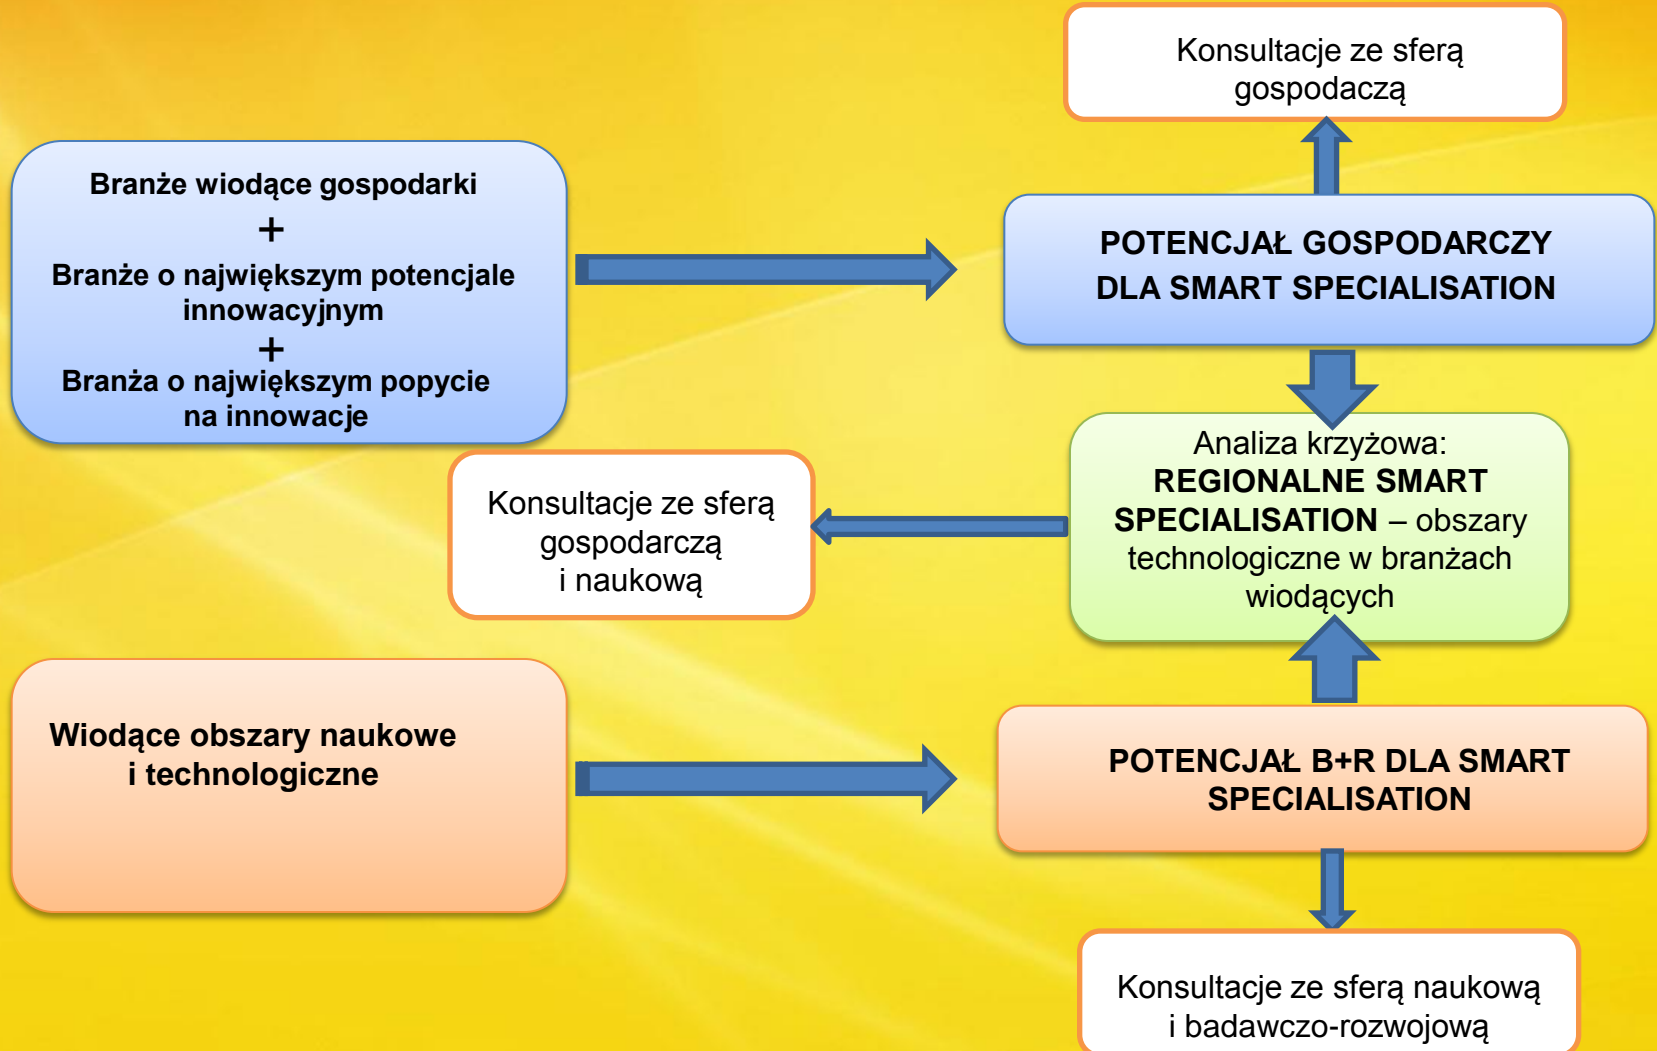 Konsultacje ze sferą
gospodaczą
Branże wiodące gospodarki
+
Branże o największym potencjale
innowacyjnym
+
Branża o największym popycie
na innowacje
POTENCJAŁ GOSPODARCZY
DLA SMART SPECIALISATION
Analiza krzyżowa:
REGIONALNE SMART
SPECIALISATION – obszary
technologiczne w branżach
wiodących
Konsultacje ze sferą
gospodarczą
i naukową
Wiodące obszary naukowe
i technologiczne
POTENCJAŁ B+R DLA SMART
SPECIALISATION
Konsultacje ze sferą naukową
i badawczo-rozwojową